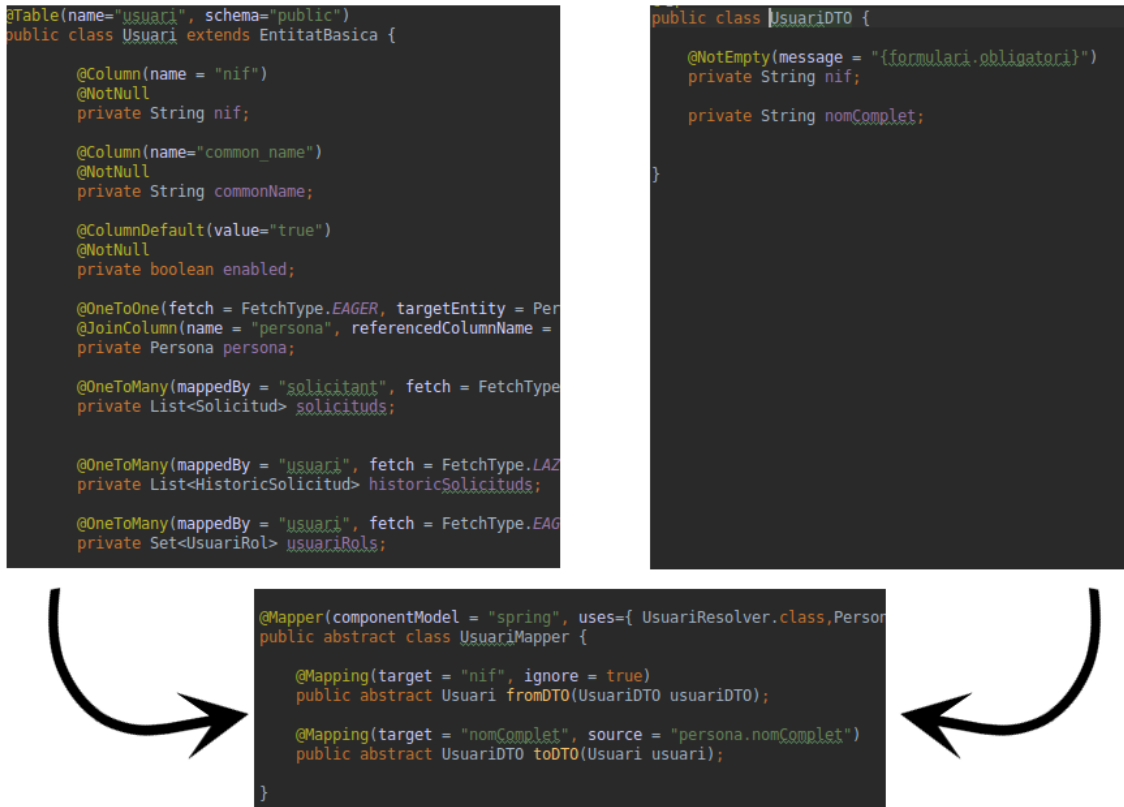 @Table(name="usuari", schema="public")
public class Usuari extends EntitatBasica {
@Column(name = "nif")
@NotNull
private String nif;
@Column(name="common_name")
@NotNull
private String commonName;
@ColumnDefault(value="true")
@NotNull
private boolean enabled;
@OneToOne(fetch = FetchType.EAGER, targetEntity = Per
@JoinColumn(name = "persona", referencedColumnName =
private Persona persona;
@OneToMany(mappedBy = "solicitant", fetch = FetchType
private List<Solicitud> solicituds;
@OneToMany(mappedBy = "usuari", fetch = FetchType.LAZ
private List<HistoricSolicitud> historicSolicituds;
@OneToMany(mappedBy = "usuari", fetch = FetchType.EAG
private Set<UsuariRol> usuariRols;
public class UsuariDTO {
@NotEmpty(message = "{formulari.obligatori}")
private String nif;
private String nomComplet;
}
@Mapper(componentModel = "spring", uses={ UsuariResolver.class,Person
public abstract class UsuariMapper {
@Mapping(target = "nif", ignore = true)
public abstract Usuari fromDTO(UsuariDTO usuariDTO);
@Mapping(target = "nomComplet", source = "persona.nomComplet")
public abstract UsuariDTO toDTO(Usuari usuari);
}